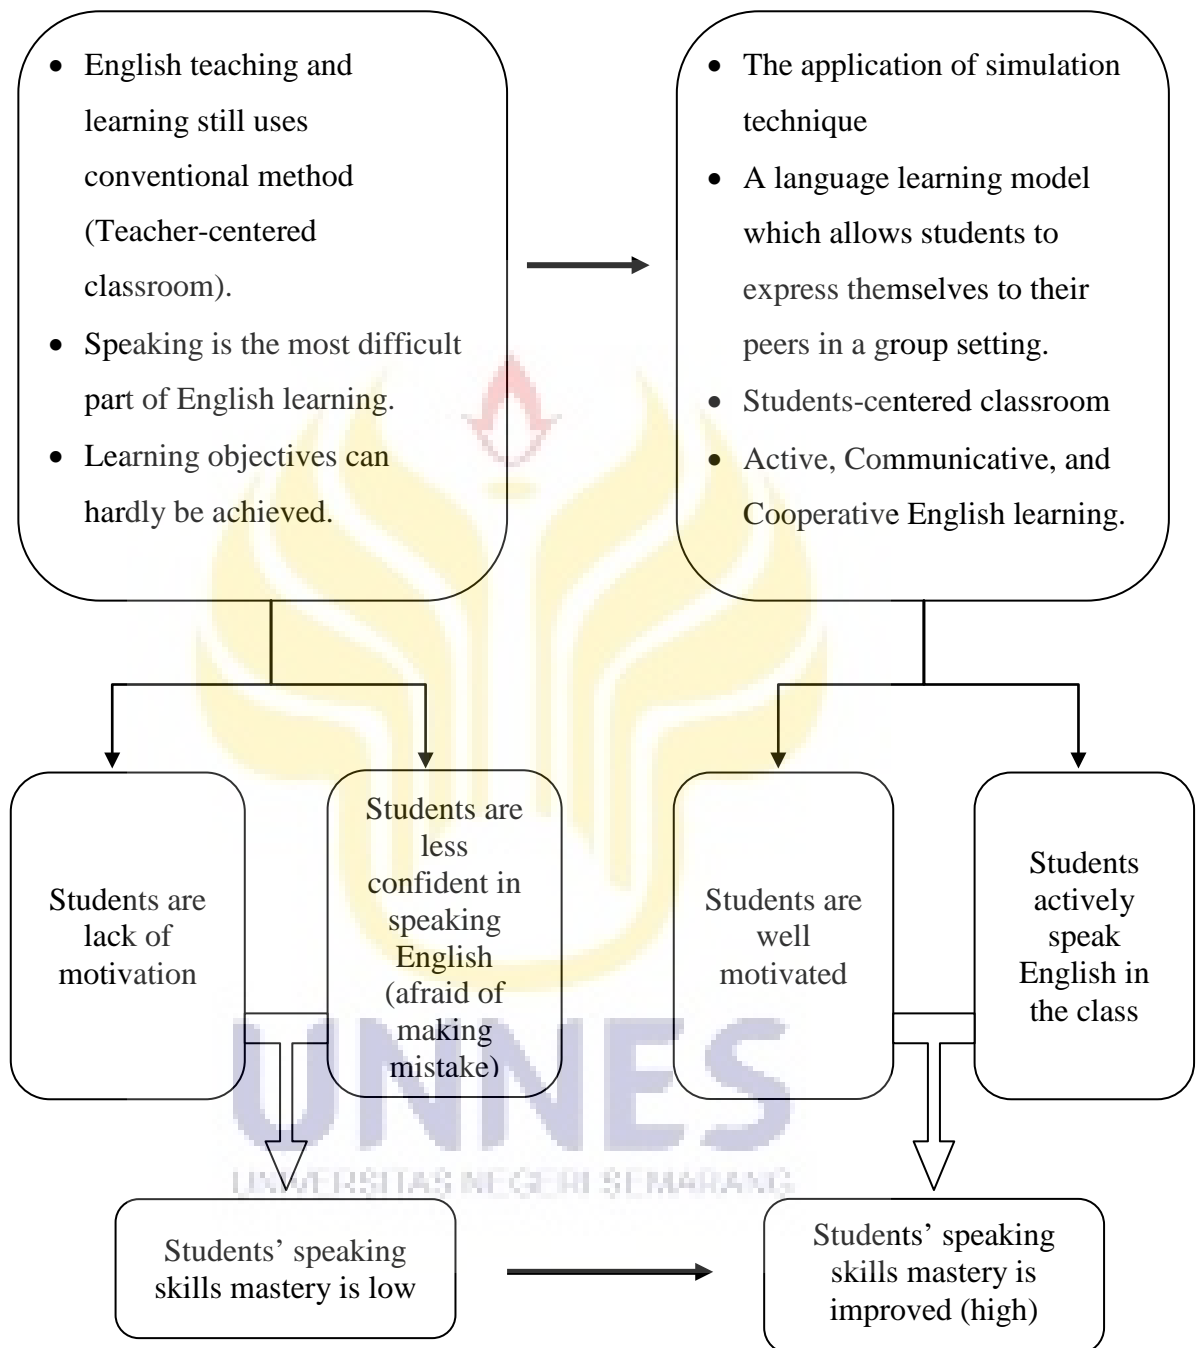 • English teaching and
learning still uses
conventional method
(Teacher-centered
classroom).
• Speaking is the most difficult
part of English learning.
• Learning objectives can
hardly be achieved.
• The application of simulation
technique
• A language learning model
which allows students to
express themselves to their
peers in a group setting.
• Students-centered classroom
• Active, Communicative, and
Cooperative English learning.
Students are
lack of
motivation
Students are
less
confident in
speaking
English
(afraid of
making
mistake)
Students are
well
motivated
Students
actively
speak
English in
the class
UNNES
UNIVERSITAS NEGERI SEMARANG
Students’ speaking
skills mastery is low
Students’ speaking
skills mastery is
improved (high)